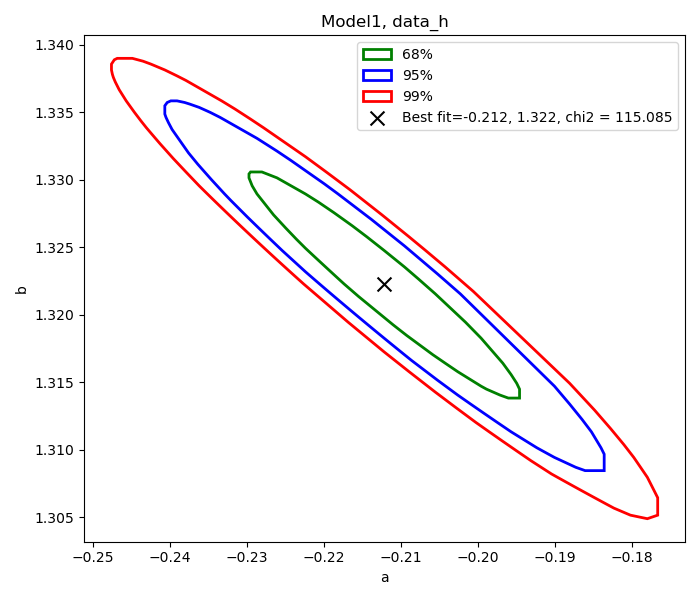 Model1, data_h
68%
95%
99%
Best fit=-0.212, 1.322, chi2 = 115.085
1.340
1.335
1.330
1.325
1.320
1.315
1.310
1.305
b
−0.25 −0.24 −0.23 −0.22 −0.21 −0.20 −0.19 −0.18
a